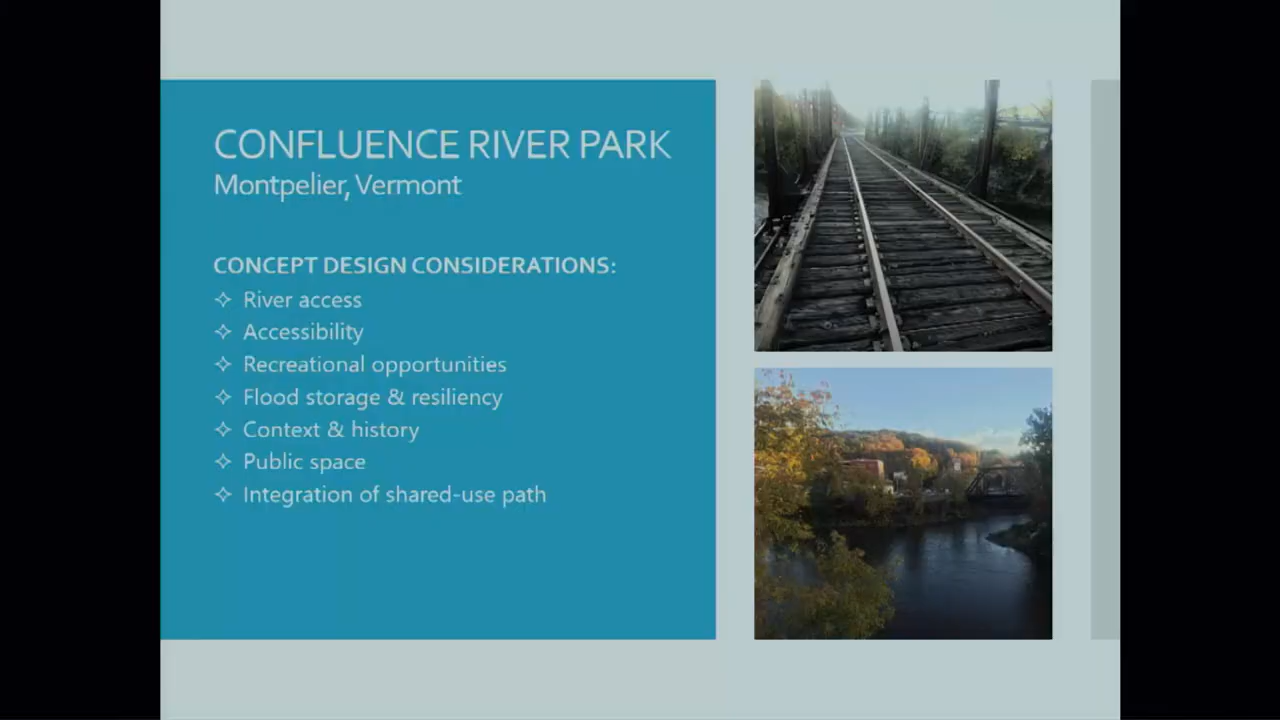 CONFLUENCE RIVER PARK
Montpelier, Vermont
CONCEPT DESIGN CONSIDERATIONS:
✧ River access
✧ Accessibility
✧ Recreational opportunities
✧ Flood storage & resiliency
✧ Context & history
✧ Public space
✧ Integration of shared-use path